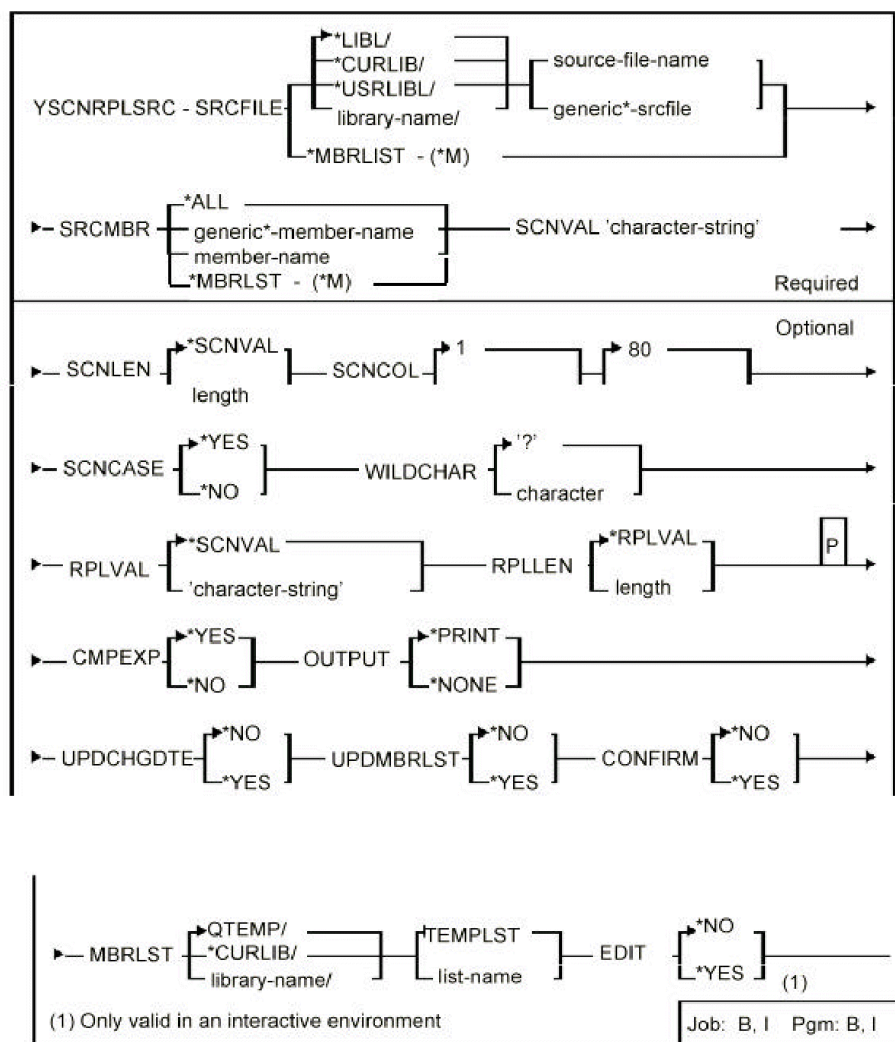 *LIBL/
*CURLIB/
*USRLIBL/
library-name/
source-file-name
generic*-srcfile
YSCNRPLSRC - SRCFILE
*MBRLIST - (*M)
SRCMBR
*ALL
generic*-member-name
member-name
*MBRLST - (*M)
SCNVAL 'character-string'
Required
Optional
SCNLEN
*SCNVAL
length
SCNCOL
1
80
SCNCASE
*YES
*NO
WILDCHAR
'?'
character
RPLVAL
*SCNVAL
'character-string'
RPLLEN
*RPLVAL
length
P
CMPEXP
*YES
*NO
OUTPUT
*PRINT
*NONE
UPDCHGDTE
*NO
*YES
UPDMBRLST
*NO
*YES
CONFIRM
*NO
*YES
MBRLST
QTEMP/
*CURLIB/
library-name/
TEMPLST
list-name
EDIT
*NO
*YES
(1)
(1) Only valid in an interactive environment
Job: B, I Pgm: B, I